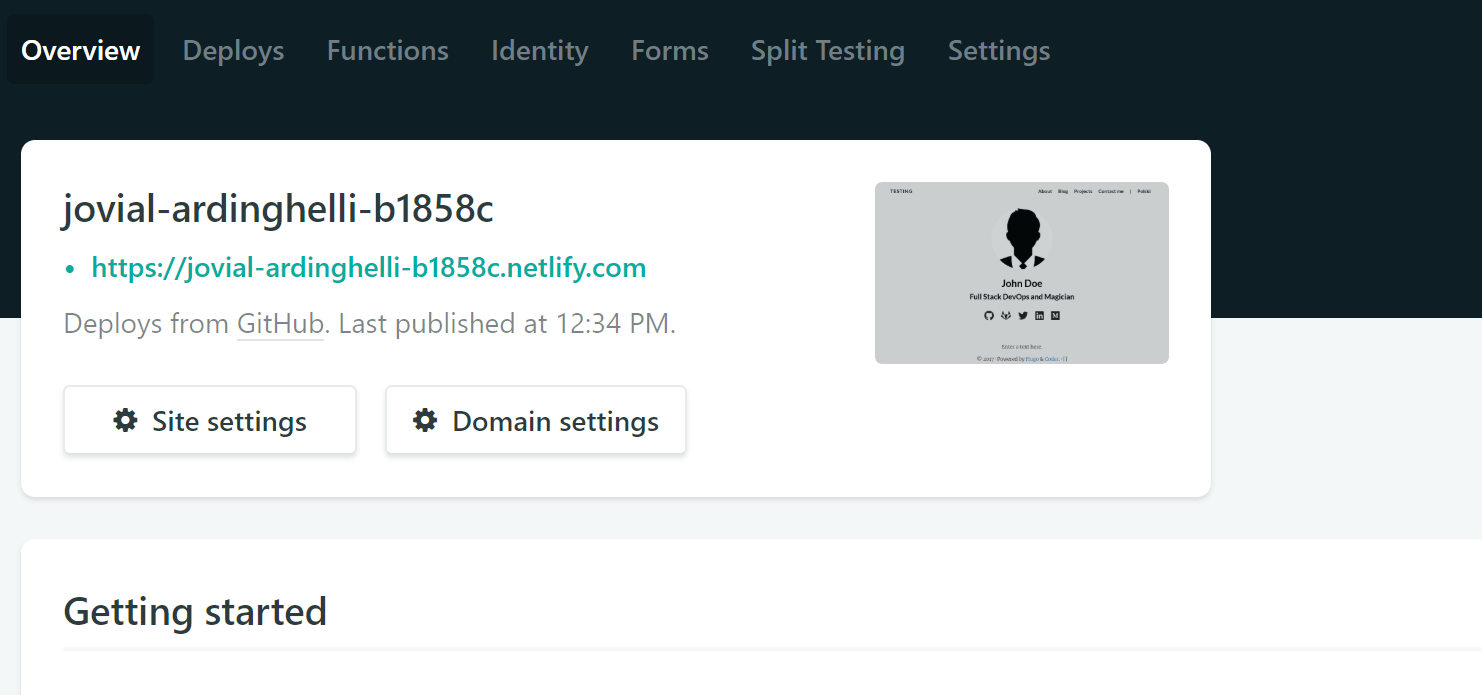 Overview Deploys Functions Identity Forms Split Testing Settings
jovial-ardinghelli-b1858c
https://jovial-ardinghelli-b1858c.netlify.com
Deploys from GitHub. Last published at 12:34 PM.
Site settings Domain settings
TESTING About Blog Projects Contact me | Polski
John Doe
Full Stack DevOps and Magician
Enter a text here.
© 2017 · Powered by Hugo & Coder.
Getting started